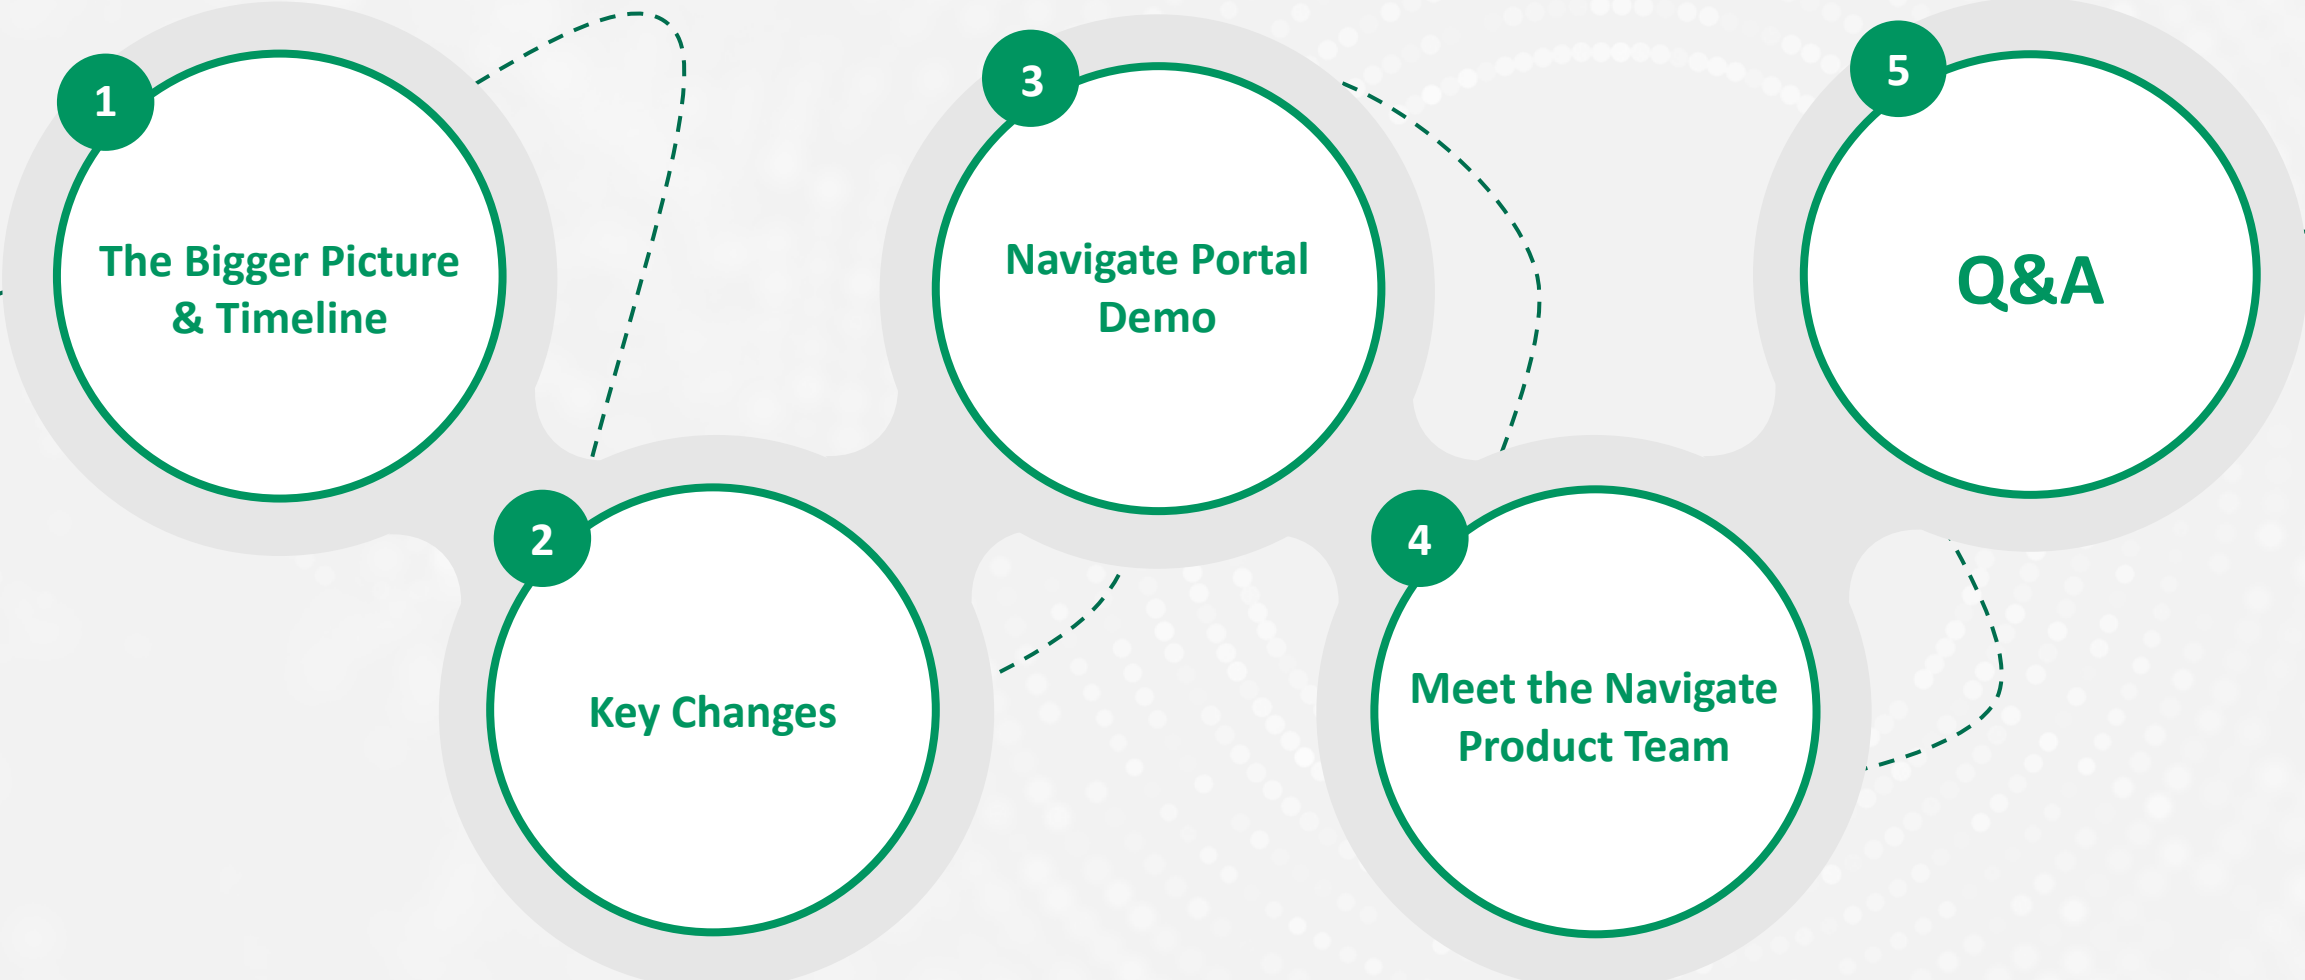 1
The Bigger Picture
& Timeline
2
Key Changes
3
Navigate Portal
Demo
4
Meet the Navigate
Product Team
5
Q&A